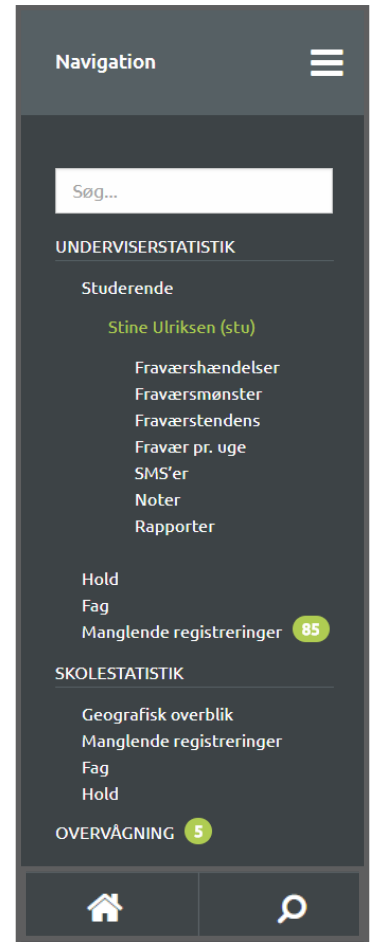 Navigation
Søg...
UNDERVISERSTATISTIK
Studerende
Stine Ulriksen (stu)
Fraværshændelser
Fraværsmønster
Fraværstendens
Fravær pr. uge
SMS’er
Noter
Rapporter
Hold
Fag
Manglende registreringer 85
SKOLESTATISTIK
Geografisk overblik
Manglende registreringer
Fag
Hold
OVERVÅGNING 5